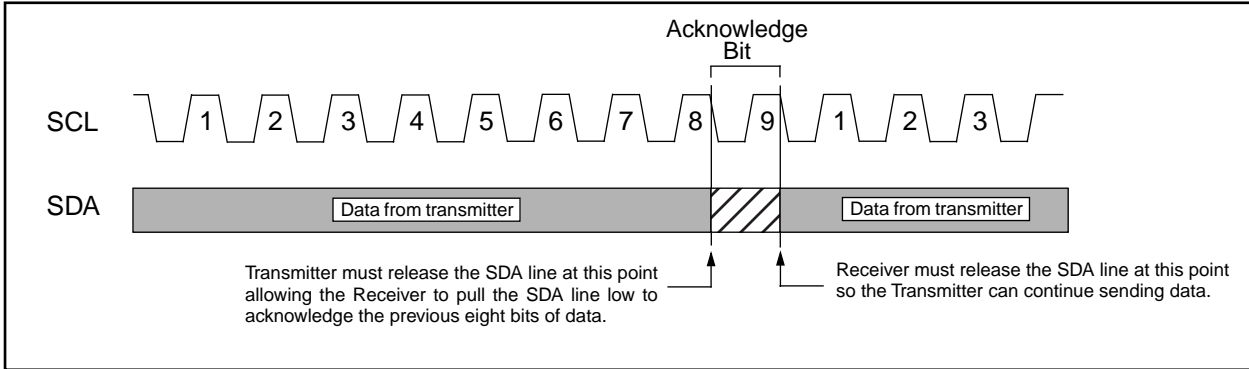 Acknowledge
Bit
SCL
1 2 3 4 5 6 7 8 9 1 2 3
SDA
Data from transmitter
Data from transmitter
Transmitter must release the SDA line at this point
allowing the Receiver to pull the SDA line low to
acknowledge the previous eight bits of data.
Receiver must release the SDA line at this point
so the Transmitter can continue sending data.